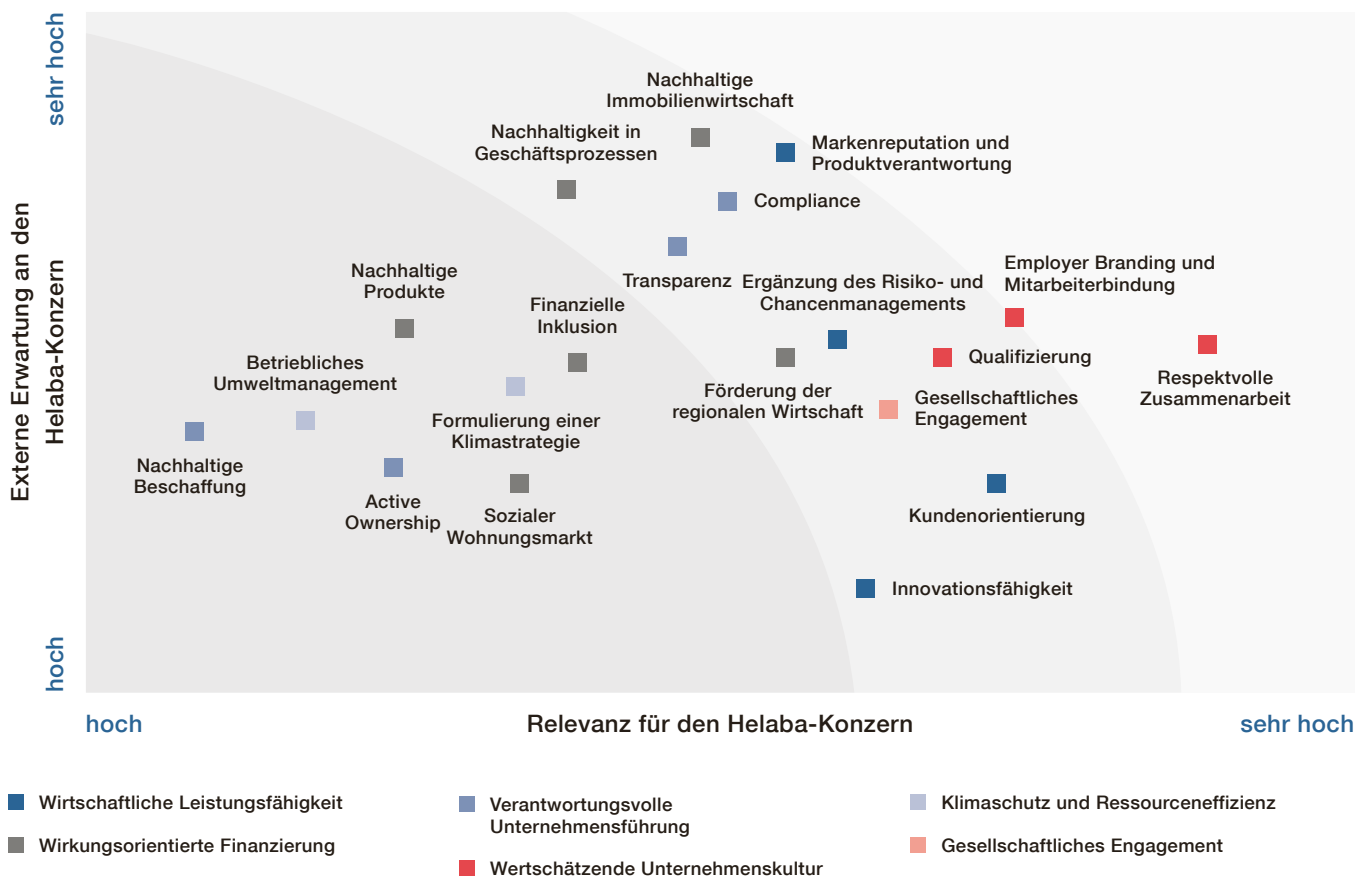 Externe Erwartung an den
Helaba-Konzern
sehr hoch
hoch
Nachhaltige
Immobilienwirtschaft
Nachhaltigkeit in
Geschäftsprozessen
Markenreputation und
Produktverantwortung
Compliance
Transparenz
Nachhaltige
Produkte
Finanzielle
Inklusion
Ergänzung des Risiko- und
Chancenmanagements
Employer Branding und
Mitarbeiterbindung
Betriebliches
Umweltmanagement
Qualifizierung
Respektvolle
Zusammenarbeit
Förderung der
regionalen Wirtschaft
Gesellschaftliches
Engagement
Formulierung einer
Klimastrategie
Nachhaltige
Beschaffung
Active
Ownership
Sozialer
Wohnungsmarkt
Kundenorientierung
Innovationsfähigkeit
hoch
Relevanz für den Helaba-Konzern
sehr hoch
Wirtschaftliche Leistungsfähigkeit
Wirkungsorientierte Finanzierung
Verantwortungsvolle
Unternehmensführung
Wertschätzende Unternehmenskultur
Klimaschutz und Ressourceneffizienz
Gesellschaftliches Engagement